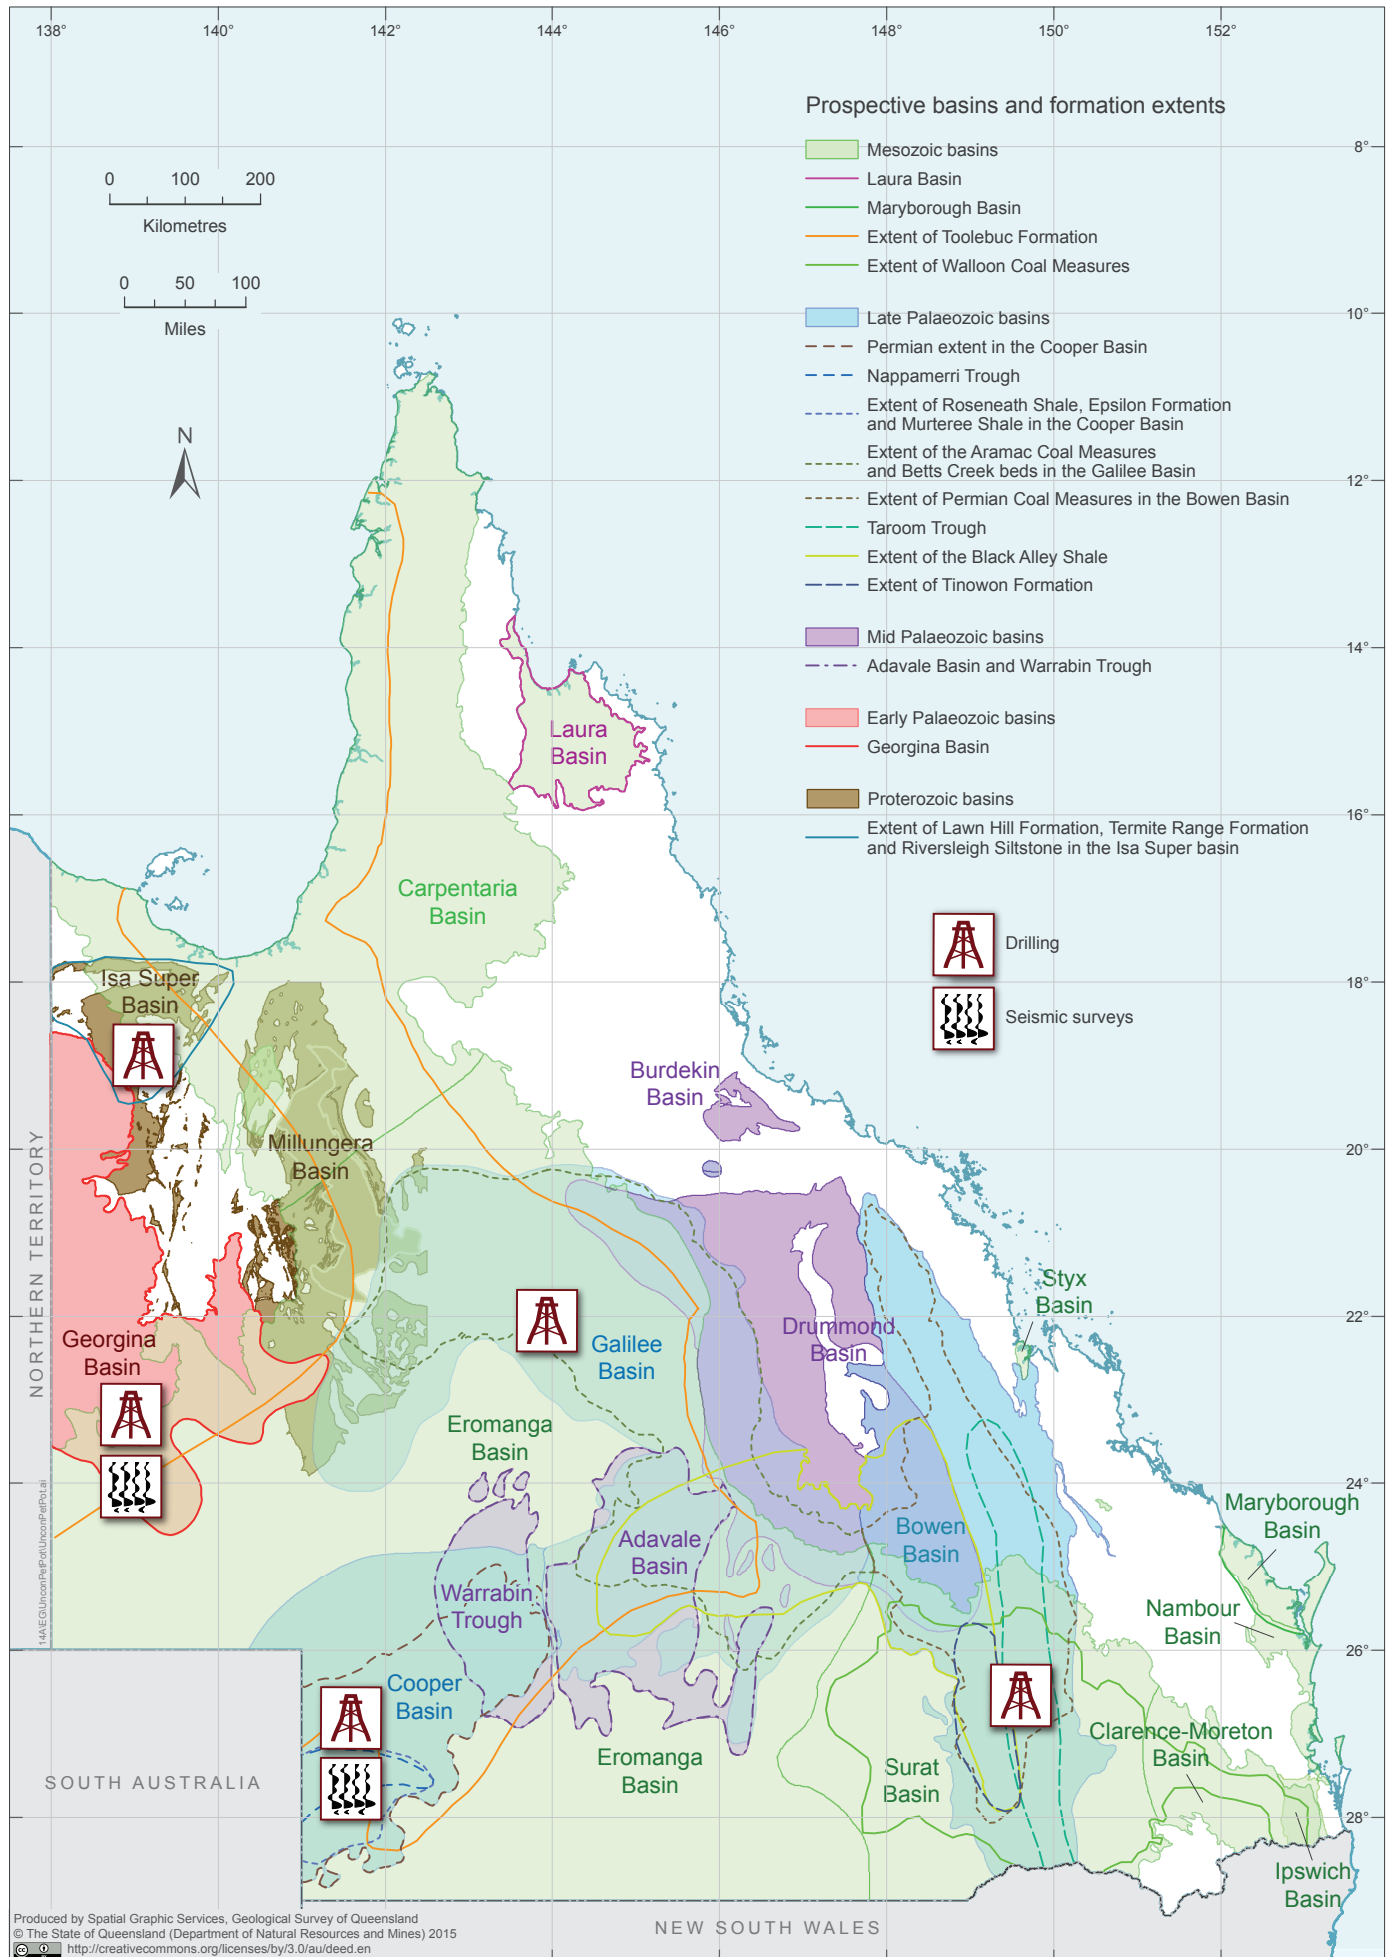 138°
140°
142°
144°
146°
148°
150°
152°
Prospective basins and formation extents
Mesozoic basins
Laura Basin
Maryborough Basin
Extent of Toolebuc Formation
Extent of Walloon Coal Measures
Late Palaeozoic basins
Permian extent in the Cooper Basin
Nappamerri Trough
Extent of Roseneath Shale, Epsilon Formation
and Murteree Shale in the Cooper Basin
Extent of the Aramac Coal Measures
and Betts Creek beds in the Galilee Basin
Extent of Permian Coal Measures in the Bowen Basin
Taroom Trough
Extent of the Black Alley Shale
Extent of Tinowon Formation
Mid Palaeozoic basins
Adavale Basin and Warrabin Trough
Early Palaeozoic basins
Georgina Basin
Proterozoic basins
Extent of Lawn Hill Formation, Termite Range Formation
and Riversleigh Siltstone in the Isa Super basin
Drilling
Seismic surveys
8°
10°
12°
14°
16°
18°
20°
22°
24°
26°
28°
0 100 200
Kilometres
0 50 100
Miles
N
Laura
Basin
Carpentaria
Basin
Isa Super
Basin
Burdekin
Basin
Millungera
Basin
NORTHERN TERRITORY
Styx
Basin
Georgina
Basin
Galilee
Basin
Drummond
Basin
Eromanga
Basin
Maryborough
Basin
Adavale
Basin
Bowen
Basin
Warrabin
Trough
Nambour
Basin
Cooper
Basin
Clarence-Moreton
Basin
Eromanga
Basin
Surat
Basin
SOUTH AUSTRALIA
Ipswich
Basin
NEW SOUTH WALES
14A\EG\UnconPetPot\UnconPetPot.ai
Produced by Spatial Graphic Services, Geological Survey of Queensland
© The State of Queensland (Department of Natural Resources and Mines) 2015
cc http://creativecommons.org/licenses/by/3.0/au/deed.en